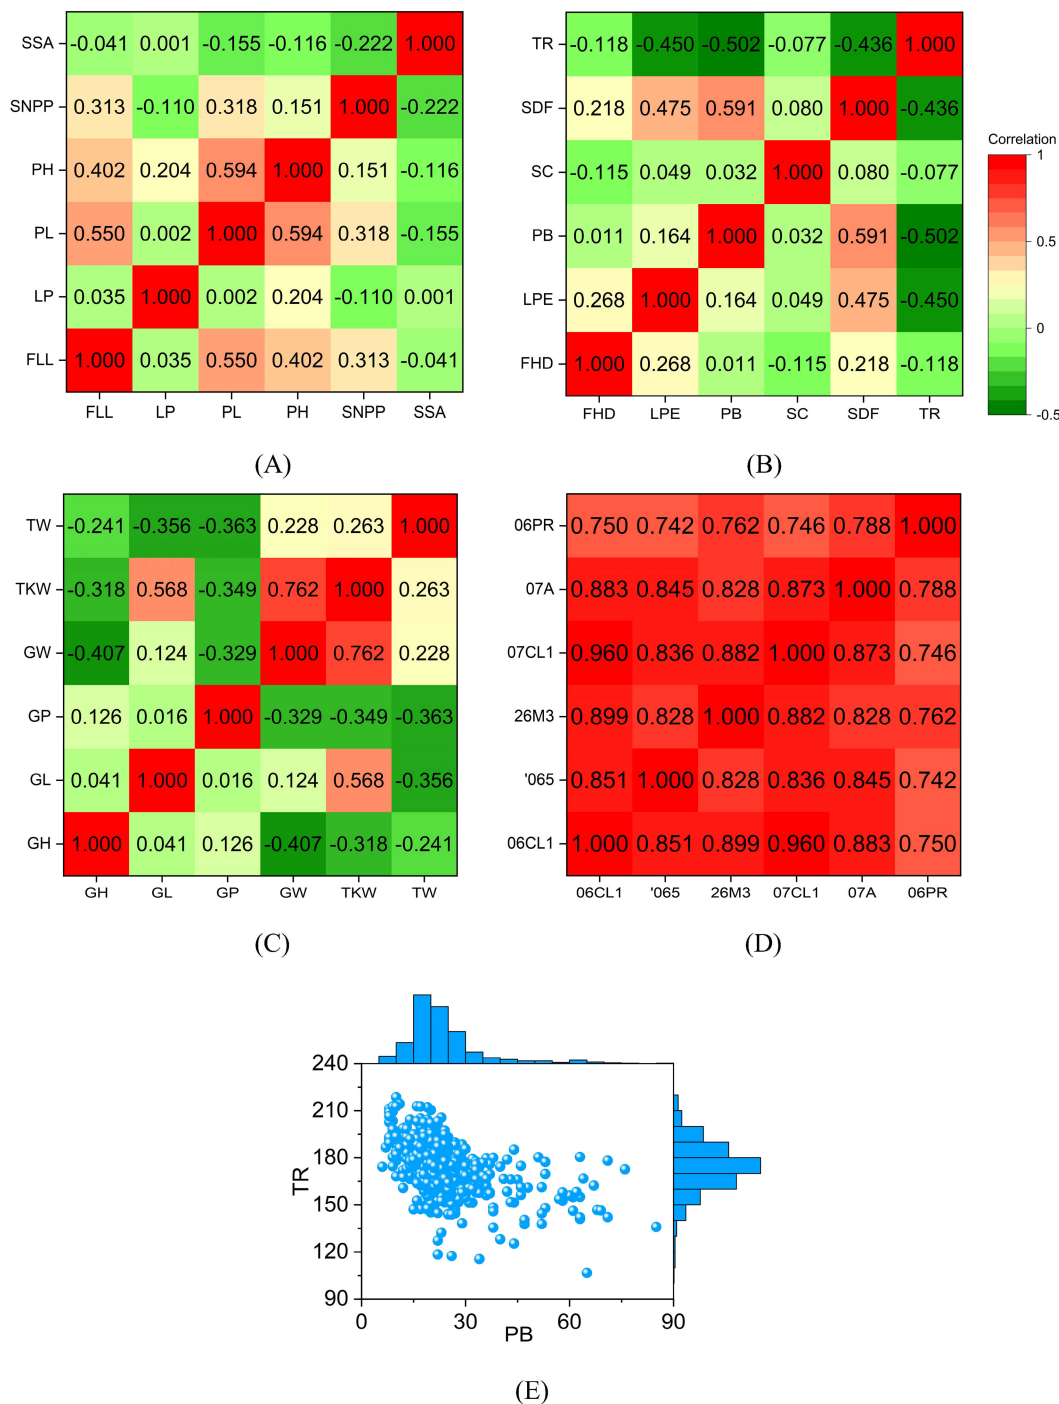 SSA -0.041 0.001 -0.155 -0.116 -0.222 1.000
SNPP 0.313 -0.110 0.318 0.151 1.000 -0.222
PH 0.402 0.204 0.594 1.000 0.151 -0.116
PL 0.550 0.002 1.000 0.594 0.318 -0.155
LP 0.035 1.000 0.002 0.204 -0.110 0.001
FLL 1.000 0.035 0.550 0.402 0.313 -0.041
FLL LP PL PH SNPP SSA
(A)
TR -0.118 -0.450 -0.502 -0.077 -0.436 1.000
SDF 0.218 0.475 0.591 0.080 1.000 -0.436
SC -0.115 0.049 0.032 1.000 0.080 -0.077
PB 0.011 0.164 1.000 0.032 0.591 -0.502
LPE 0.268 1.000 0.164 0.049 0.475 -0.450
FHD 1.000 0.268 0.011 -0.115 0.218 -0.118
FHD LPE PB SC SDF TR
(B)
Correlation
1
0.5
0
-0.5
TW -0.241 -0.356 -0.363 0.228 0.263 1.000
TKW -0.318 0.568 -0.349 0.762 1.000 0.263
GW -0.407 0.124 -0.329 1.000 0.762 0.228
GP 0.126 0.016 1.000 -0.329 -0.349 -0.363
GL 0.041 1.000 0.016 0.124 0.568 -0.356
GH 1.000 0.041 0.126 -0.407 -0.318 -0.241
GH GL GP GW TKW TW
(C)
06PR 0.750 0.742 0.762 0.746 0.788 1.000
07A 0.883 0.845 0.828 0.873 1.000 0.788
07CL1 0.960 0.836 0.882 1.000 0.873 0.746
26M3 0.899 0.828 1.000 0.882 0.828 0.762
'065 0.851 1.000 0.828 0.836 0.845 0.742
06CL1 1.000 0.851 0.899 0.960 0.883 0.750
06CL1 '065 26M3 07CL1 07A 06PR
(D)
240
210
180
150
120
90
TR
0 30 60 90
PB
(E)